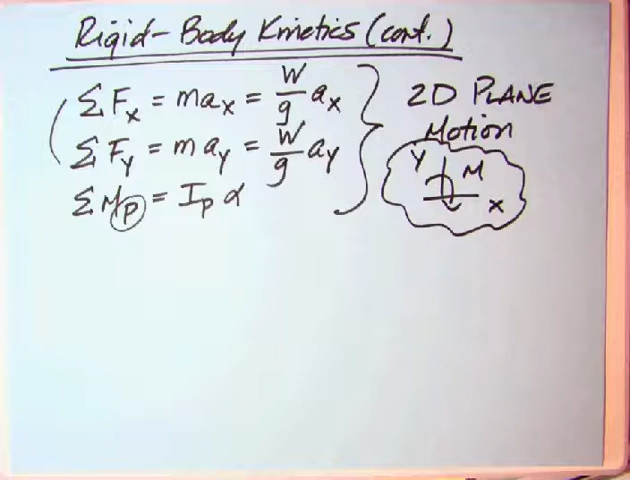 Rigid-Body Kinetics (cont.)
ΣFx = max = W/g ax
ΣFy = may = W/g ay
ΣMp = Ip α
2D PLANE
Motion
Y
M
X